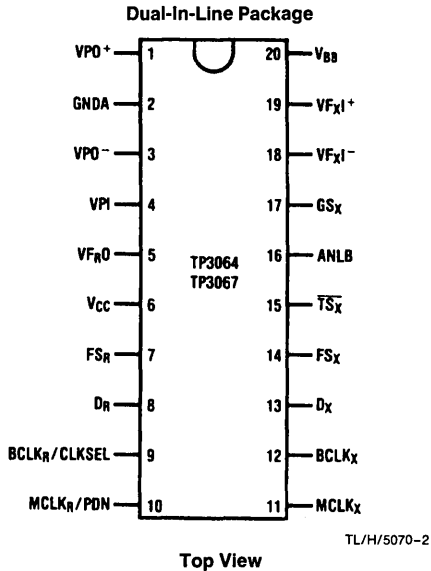 Dual-In-Line Package
VPO+ 1 20 VBB
GNDA 2 19 VFXI+
VPO− 3 18 VFXI−
VPI 4 17 GSX
VFRO 5 16 ANLB
TP3064
TP3067
VCC 6 15 TSX
FSR 7 14 FSX
DR 8 13 DX
BCLKR/CLKSEL 9 12 BCLKX
MCLKR/PDN 10 11 MCLKX
TL/H/5070–2
Top View